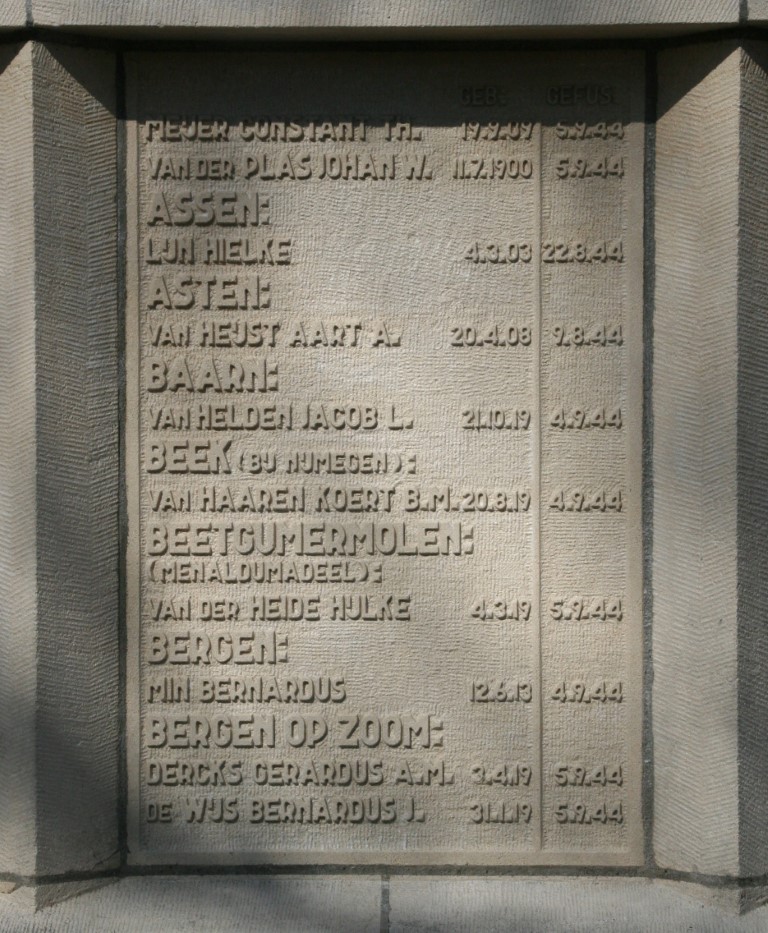 GEB: GEFUS:
MEIJER CONSTANT TH. 19.9.09 5.9.44
VAN DER PLAS JOHAN W. 11.7.1900 5.9.44
ASSEN:
LIJN HIELKE 4.3.03 22.8.44
ASTEN:
VAN HEIJST AART A. 20.4.08 9.8.44
BAARN:
VAN HELDEN JACOB L. 21.10.19 4.9.44
BEEK (BIJ NIJMEGEN):
VAN HAAREN KOERT B.M. 20.8.19 4.9.44
BEETGUMERMOLEN:
(MENALDUMADEEL):
VAN DER HEIDE HIJLKE 4.3.19 5.9.44
BERGEN:
MIN BERNARDUS 12.6.13 4.9.44
BERGEN OP ZOOM:
DERCKS GERARDUS A.M. 3.4.19 5.9.44
DE WIJS BERNARDUS J. 31.1.19 5.9.44